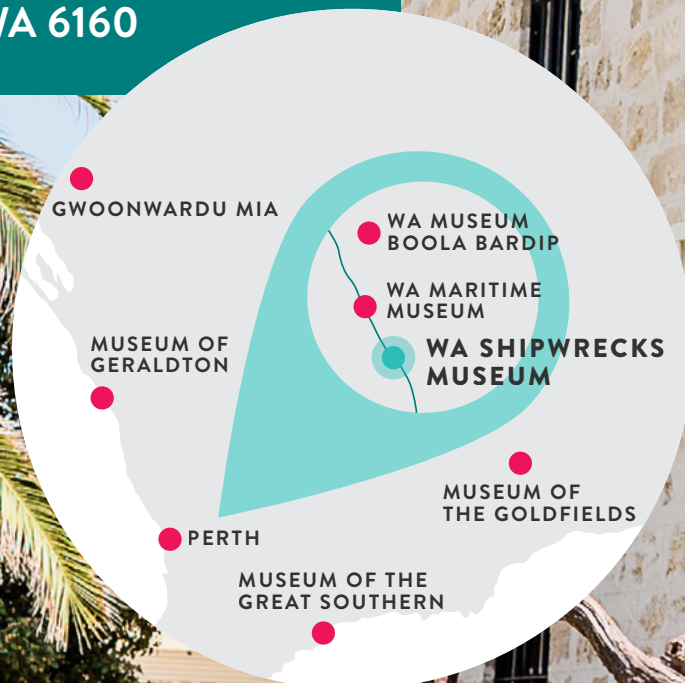 WA 6160
GWOONWARDU MIA
WA MUSEUM
BOOLA BARDIP
WA MARITIME
MUSEUM
MUSEUM OF
GERALDTON
WA SHIPWRECKS
MUSEUM
MUSEUM OF
THE GOLDFIELDS
PERTH
MUSEUM OF THE
GREAT SOUTHERN